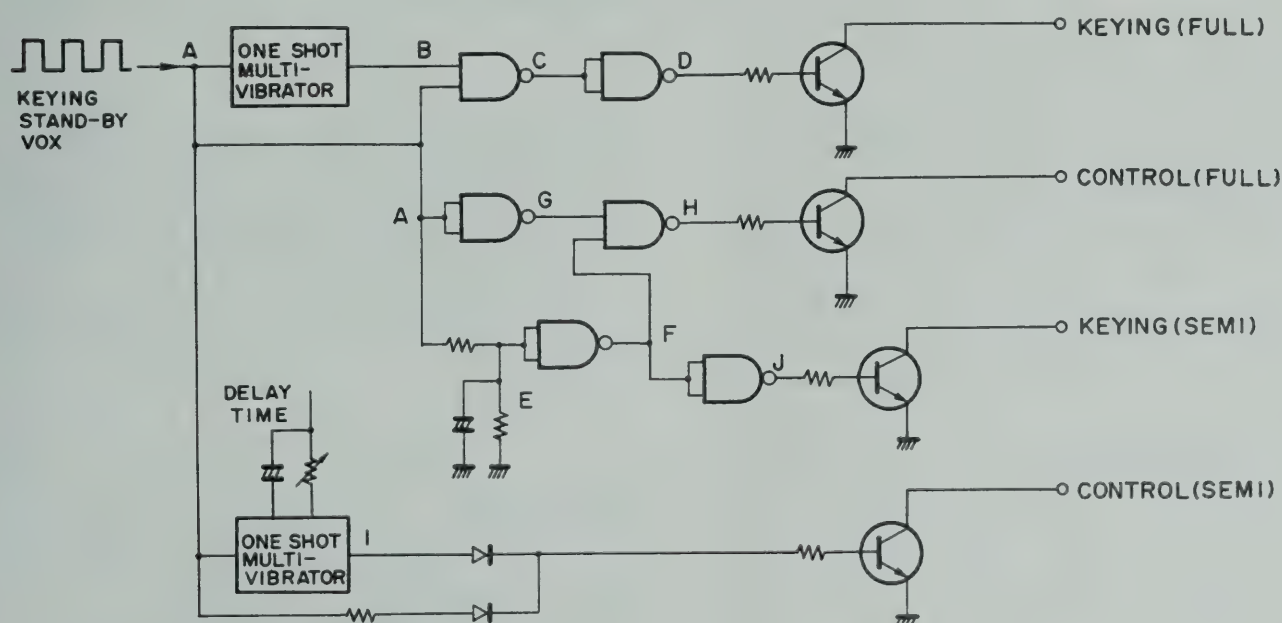 KEYING (FULL)
A
ONE SHOT
MULTI-
VIBRATOR
B
C
D
KEYING
STAND-BY
VOX
CONTROL(FULL)
A
G
H
KEYING (SEMI)
F
J
DELAY
TIME
E
CONTROL(SEMI)
ONE SHOT
MULTI-
VIBRATOR
I